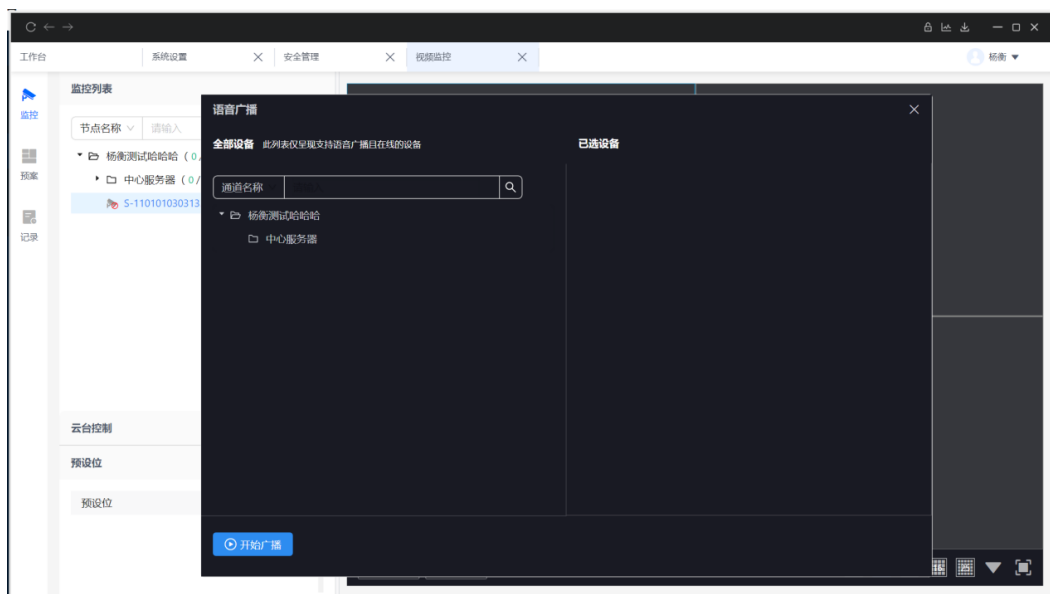 工作台
系统设置
安全管理
视频监控
杨衡
监控
预案
记录
监控列表
节点名称
请输入
杨衡测试哈哈哈 ( 0/
中心服务器 ( 0/
S-110101030313
云台控制
预设位
预设位
语音广播
全部设备 此列表仅呈现支持语音广播且在线的设备
通道名称
杨衡测试哈哈哈
中心服务器
已选设备
开始广播
16
25